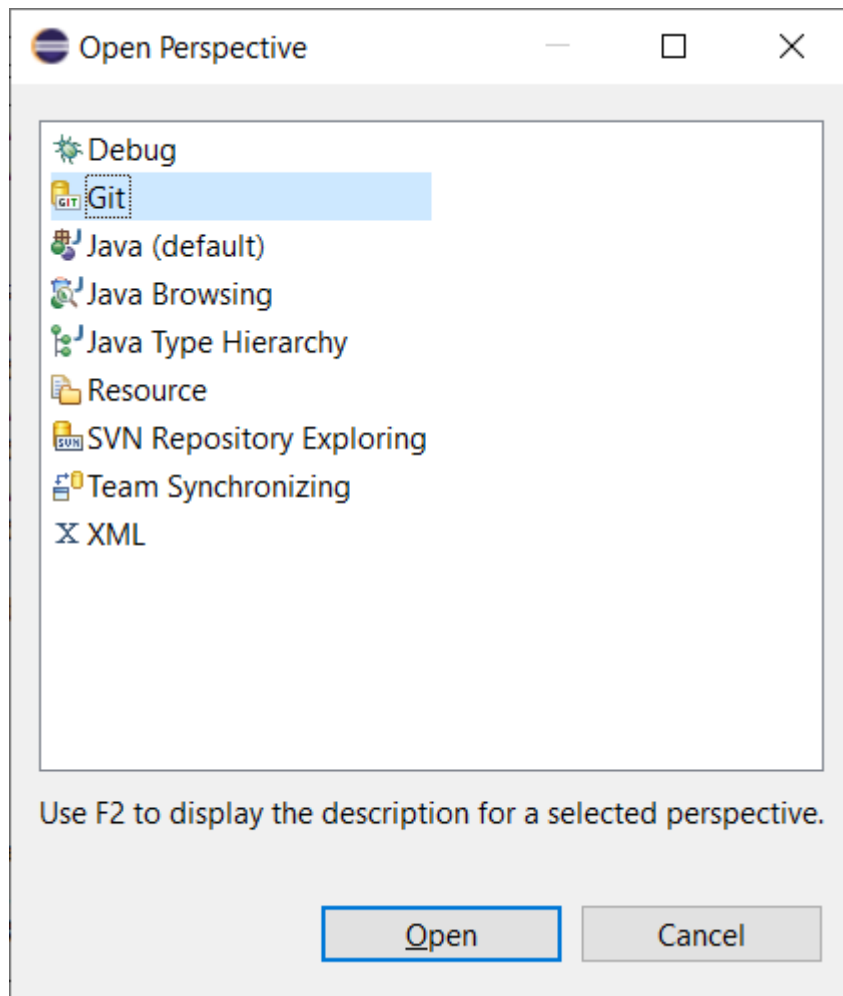 Open Perspective
Debug
Git
Java (default)
Java Browsing
Java Type Hierarchy
Resource
SVN Repository Exploring
Team Synchronizing
XML
Use F2 to display the description for a selected perspective.
Open Cancel